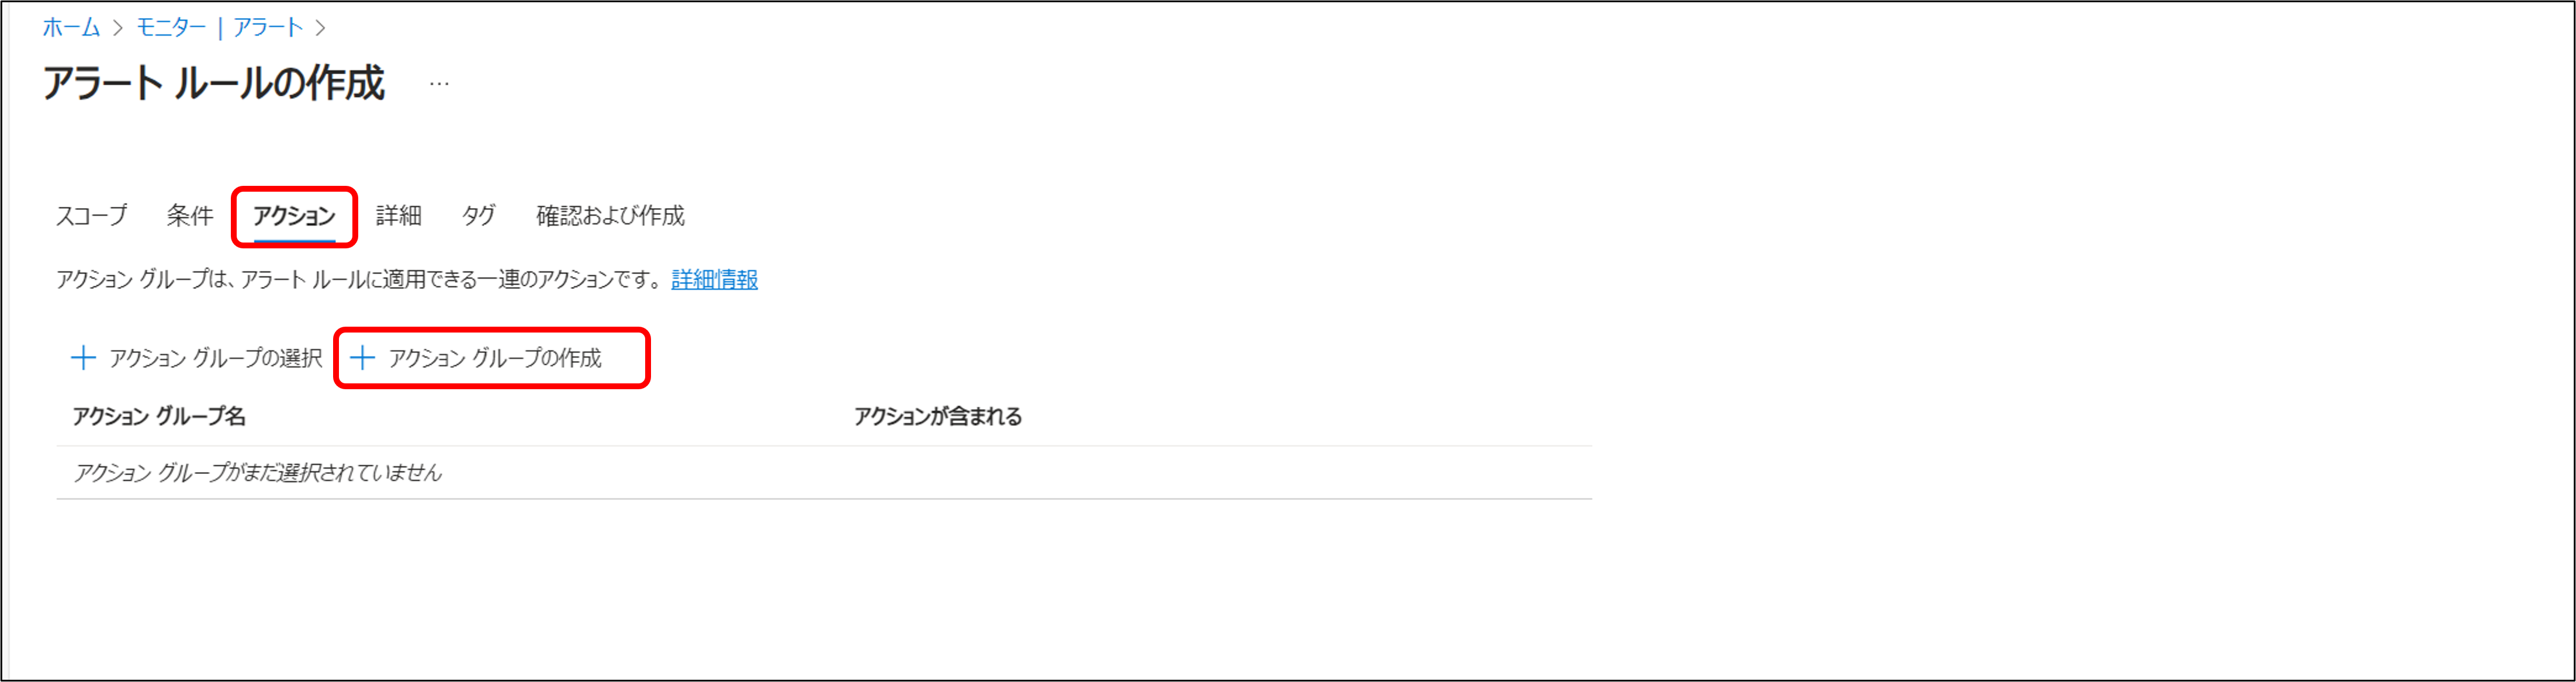 ホーム > モニター | アラート >
アラート ルールの作成 …
スコープ 条件 アクション 詳細 タグ 確認および作成
アクション グループは、アラート ルールに適用できる一連のアクションです。 詳細情報
+ アクション グループの選択 + アクション グループの作成
アクション グループ名 アクションが含まれる
アクション グループがまだ選択されていません